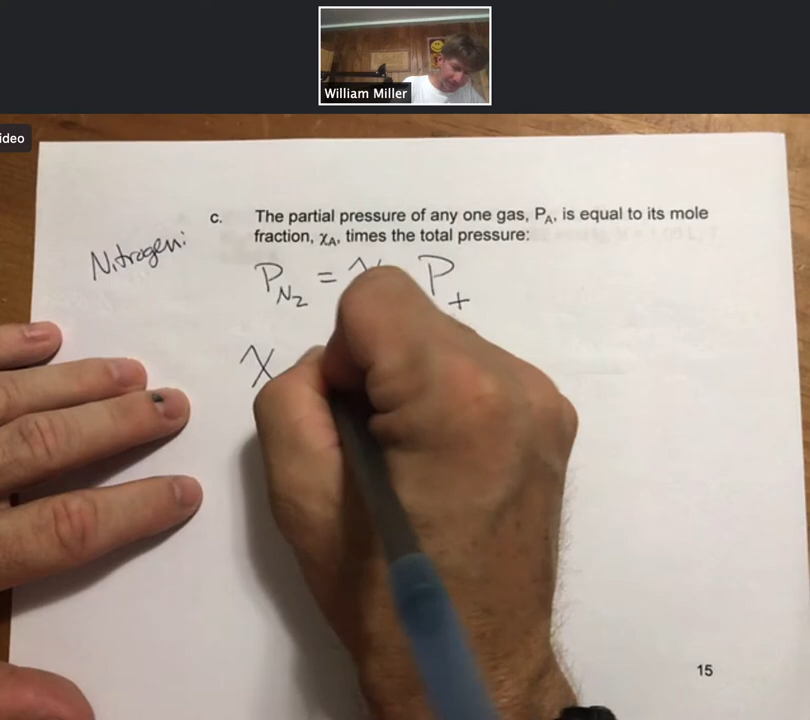 William Miller
ideo
c. The partial pressure of any one gas, PA, is equal to its mole
fraction, χA, times the total pressure:
Nitrogen:
PN2 = χ Pt
χ
15